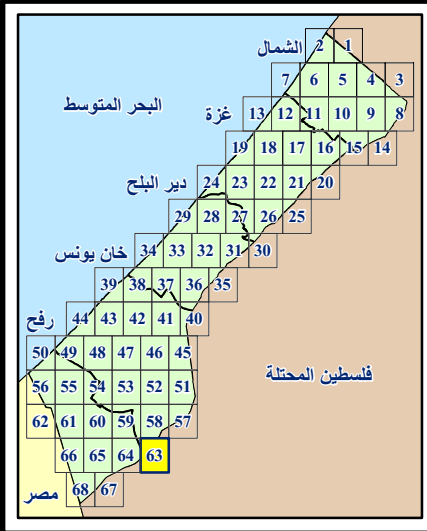 الشمال
2 1
7 6 5 4 3
البحر المتوسط
غزة
13 12 11 10 9 8
19 18 17 16 15 14
دير البلح
24 23 22 21 20
29 28 27 26 25
خان يونس
34 33 32 31 30
39 38 37 36 35
رفح
44 43 42 41 40
50 49 48 47 46 45
فلسطين المحتلة
56 55 54 53 52 51
62 61 60 59 58 57
66 65 64 63
مصر
68 67